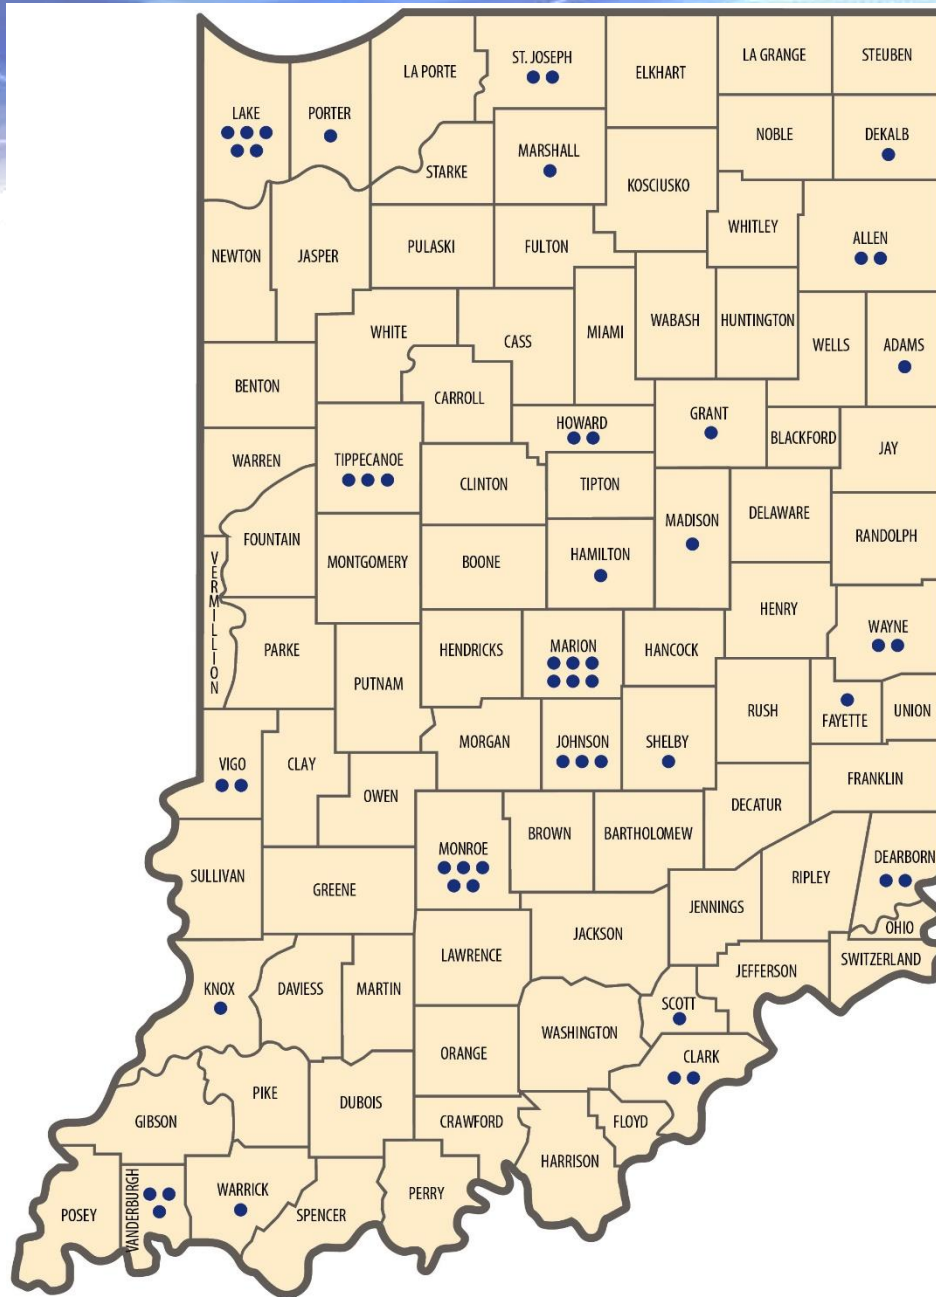 ST. JOSEPH
LA PORTE
ELKHART
LA GRANGE
STEUBEN
LAKE
PORTER
MARSHALL
STARKE
NOBLE
DEKALB
KOSCIUSKO
WHITLEY
ALLEN
NEWTON
JASPER
PULASKI
FULTON
WHITE
CASS
MIAMI
WABASH
HUNTINGTON
WELLS
ADAMS
BENTON
CARROLL
HOWARD
GRANT
BLACKFORD
JAY
WARREN
TIPPECANOE
CLINTON
TIPTON
MADISON
DELAWARE
RANDOLPH
FOUNTAIN
MONTGOMERY
BOONE
HAMILTON
HENRY
WAYNE
VERMILLION
PARKE
PUTNAM
HENDRICKS
MARION
HANCOCK
RUSH
FAYETTE
UNION
VIGO
CLAY
MORGAN
JOHNSON
SHELBY
FRANKLIN
OWEN
DECATUR
MONROE
BROWN
BARTHOLOMEW
DEARBORN
SULLIVAN
GREENE
RIPLEY
JENNINGS
JACKSON
OHIO
LAWRENCE
SWITZERLAND
JEFFERSON
KNOX
DAVIESS
MARTIN
SCOTT
WASHINGTON
ORANGE
CLARK
PIKE
DUBOIS
GIBSON
CRAWFORD
FLOYD
HARRISON
POSEY
VANDERBURGH
WARRICK
SPENCER
PERRY